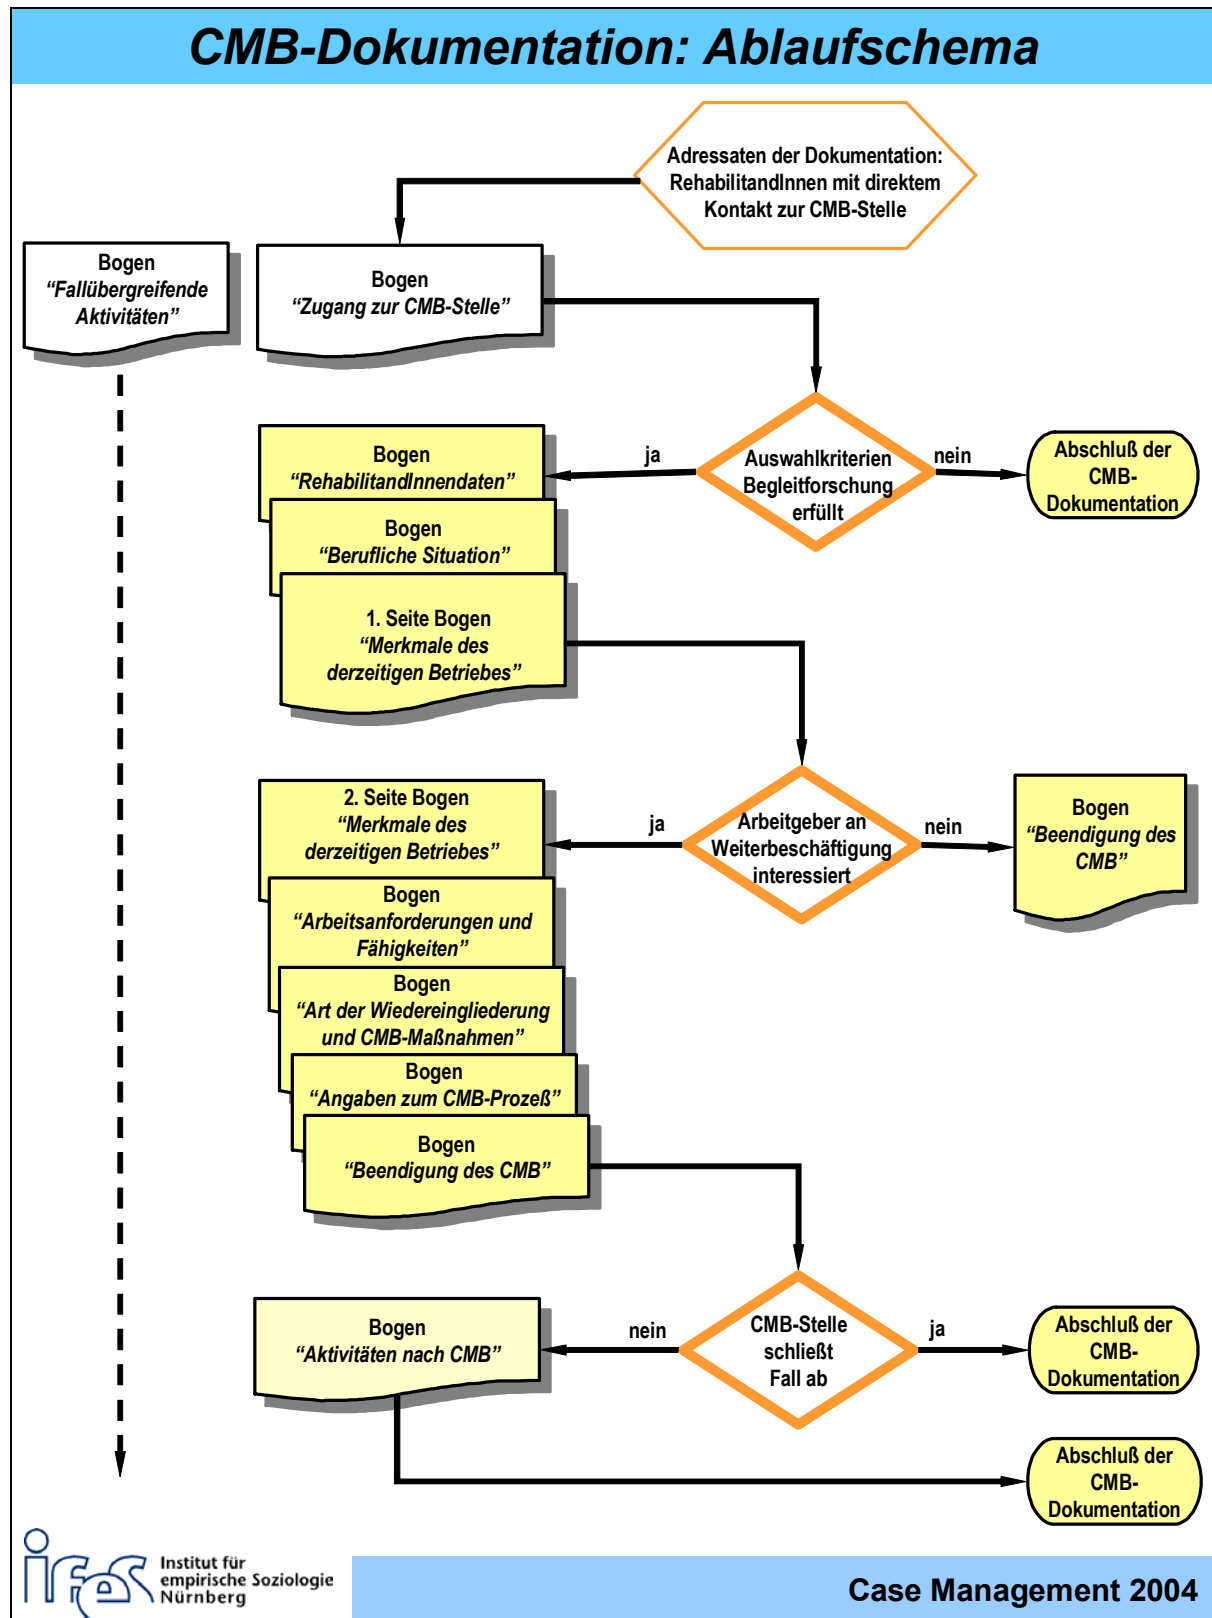 CMB-Dokumentation: Ablaufschema
Adressaten der Dokumentation:
RehabilitandInnen mit direktem
Kontakt zur CMB-Stelle
Bogen
“Fallübergreifende
Aktivitäten”
Bogen
“Zugang zur CMB-Stelle”
Auswahlkriterien
Begleitforschung
erfüllt
ja
nein
Abschluß der
CMB-
Dokumentation
Bogen
“RehabilitandInnendaten”
Bogen
“Berufliche Situation”
1. Seite Bogen
“Merkmale des
derzeitigen Betriebes”
Arbeitgeber an
Weiterbeschäftigung
interessiert
ja
nein
Bogen
“Beendigung des
CMB”
2. Seite Bogen
“Merkmale des
derzeitigen Betriebes”
Bogen
“Arbeitsanforderungen und
Fähigkeiten”
Bogen
“Art der Wiedereingliederung
und CMB-Maßnahmen”
Bogen
“Angaben zum CMB-Prozeß”
Bogen
“Beendigung des CMB”
CMB-Stelle
schließt
Fall ab
nein
ja
Abschluß der
CMB-
Dokumentation
Bogen
“Aktivitäten nach CMB”
Abschluß der
CMB-
Dokumentation
ifes
Institut für
empirische Soziologie
Nürnberg
Case Management 2004